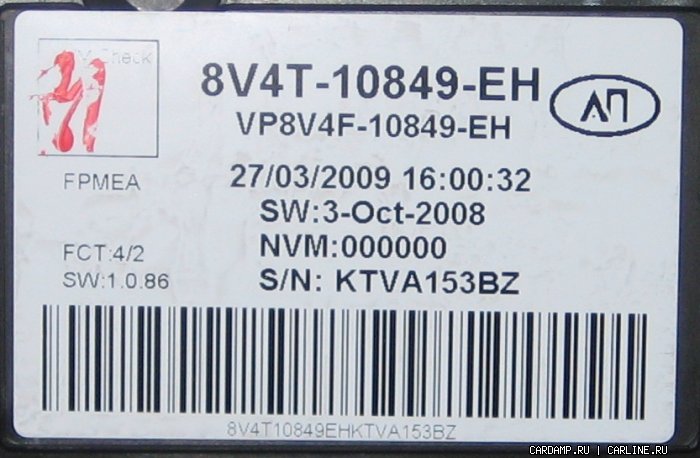 8V4T-10849-EH
VP8V4F-10849-EH
ΛΠ
FPMEA
27/03/2009 16:00:32
SW:3-Oct-2008
FCT:4/2
NVM:000000
SW:1.0.86
S/N: KTVA153BZ
8V4T10849EHKTVA153BZ
CARDAMP.RU | CARLINE.RU